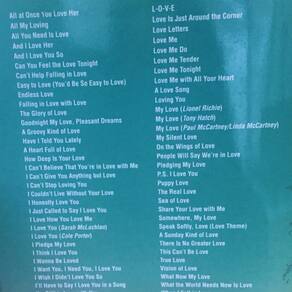 All at Once You Love Her
All My Loving
All You Need Is Love
And I Love Her
And I Love You So
Can You Feel the Love Tonight
Can't Help Falling in Love
Easy to Love (You'd Be So Easy to Love)
Endless Love
Falling in Love with Love
The Glory of Love
Goodnight My Love, Pleasant Dreams
A Groovy Kind of Love
Have I Told You Lately
A Heart Full of Love
How Deep Is Your Love
I Can't Believe That You're in Love with Me
I Can't Give You Anything but Love
I Can't Stop Loving You
I Couldn't Live Without Your Love
I Honestly Love You
I Just Called to Say I Love You
I Love How You Love Me
I Love You (Sarah McLachlan)
I Love You (Cole Porter)
I Pledge My Love
I Think I Love You
I Wanna Be Loved
I Want You, I Need You, I Love You
I Wish I Didn't Love You So
I'll Have to Say I Love You in a Song
L-O-V-E
Love Is Just Around the Corner
Love Letters
Love Me
Love Me Do
Love Me Tender
Love Me Tonight
Love Me with All Your Heart
A Love Song
Loving You
My Love (Lionel Richie)
My Love (Tony Hatch)
My Love (Paul McCartney/Linda McCartney)
My Silent Love
On the Wings of Love
People Will Say We're in Love
Pledging My Love
P.S. I Love You
Puppy Love
The Real Love
Sea of Love
Share Your Love with Me
Somewhere, My Love
Speak Softly, Love (Love Theme)
A Sunday Kind of Love
There Is No Greater Love
This Can't Be Love
True Love
Vision of Love
What Now My Love
What the World Needs Now Is Love